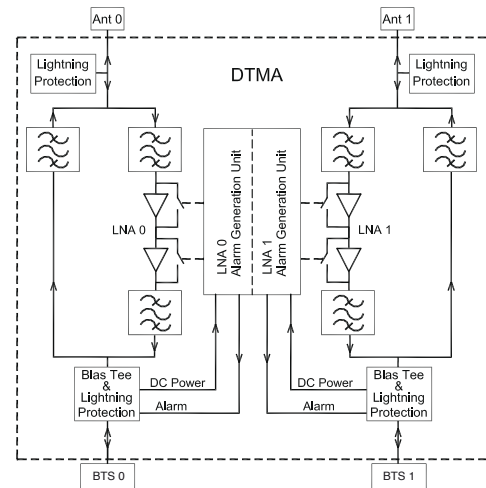 Ant 0
Ant 1
Lightning
Protection
DTMA
Lightning
Protection
LNA 0
Alarm Generation Unit
LNA 1
Alarm Generation Unit
LNA 0
LNA 1
Blas Tee
&
Lightning
Protection
DC Power
Alarm
DC Power
Alarm
Blas Tee
&
Lightning
Protection
BTS 0
BTS 1